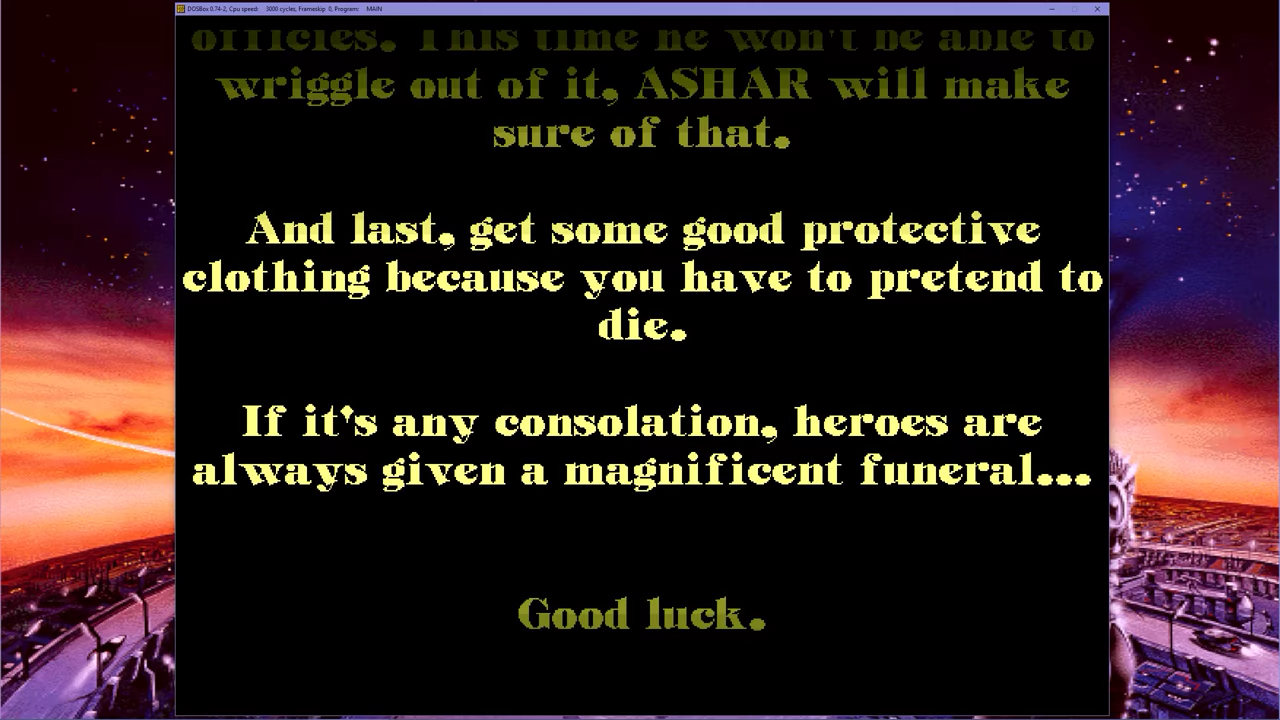 DOSBox 0.74-2, Cpu speed: 3000 cycles, Frameskip 0, Program: MAIN
officies. This time he won't be able to
wriggle out of it, ASHAR will make
sure of that.
And last, get some good protective
clothing because you have to pretend to
die.
If it's any consolation, heroes are
always given a magnificent funeral...
Good luck.